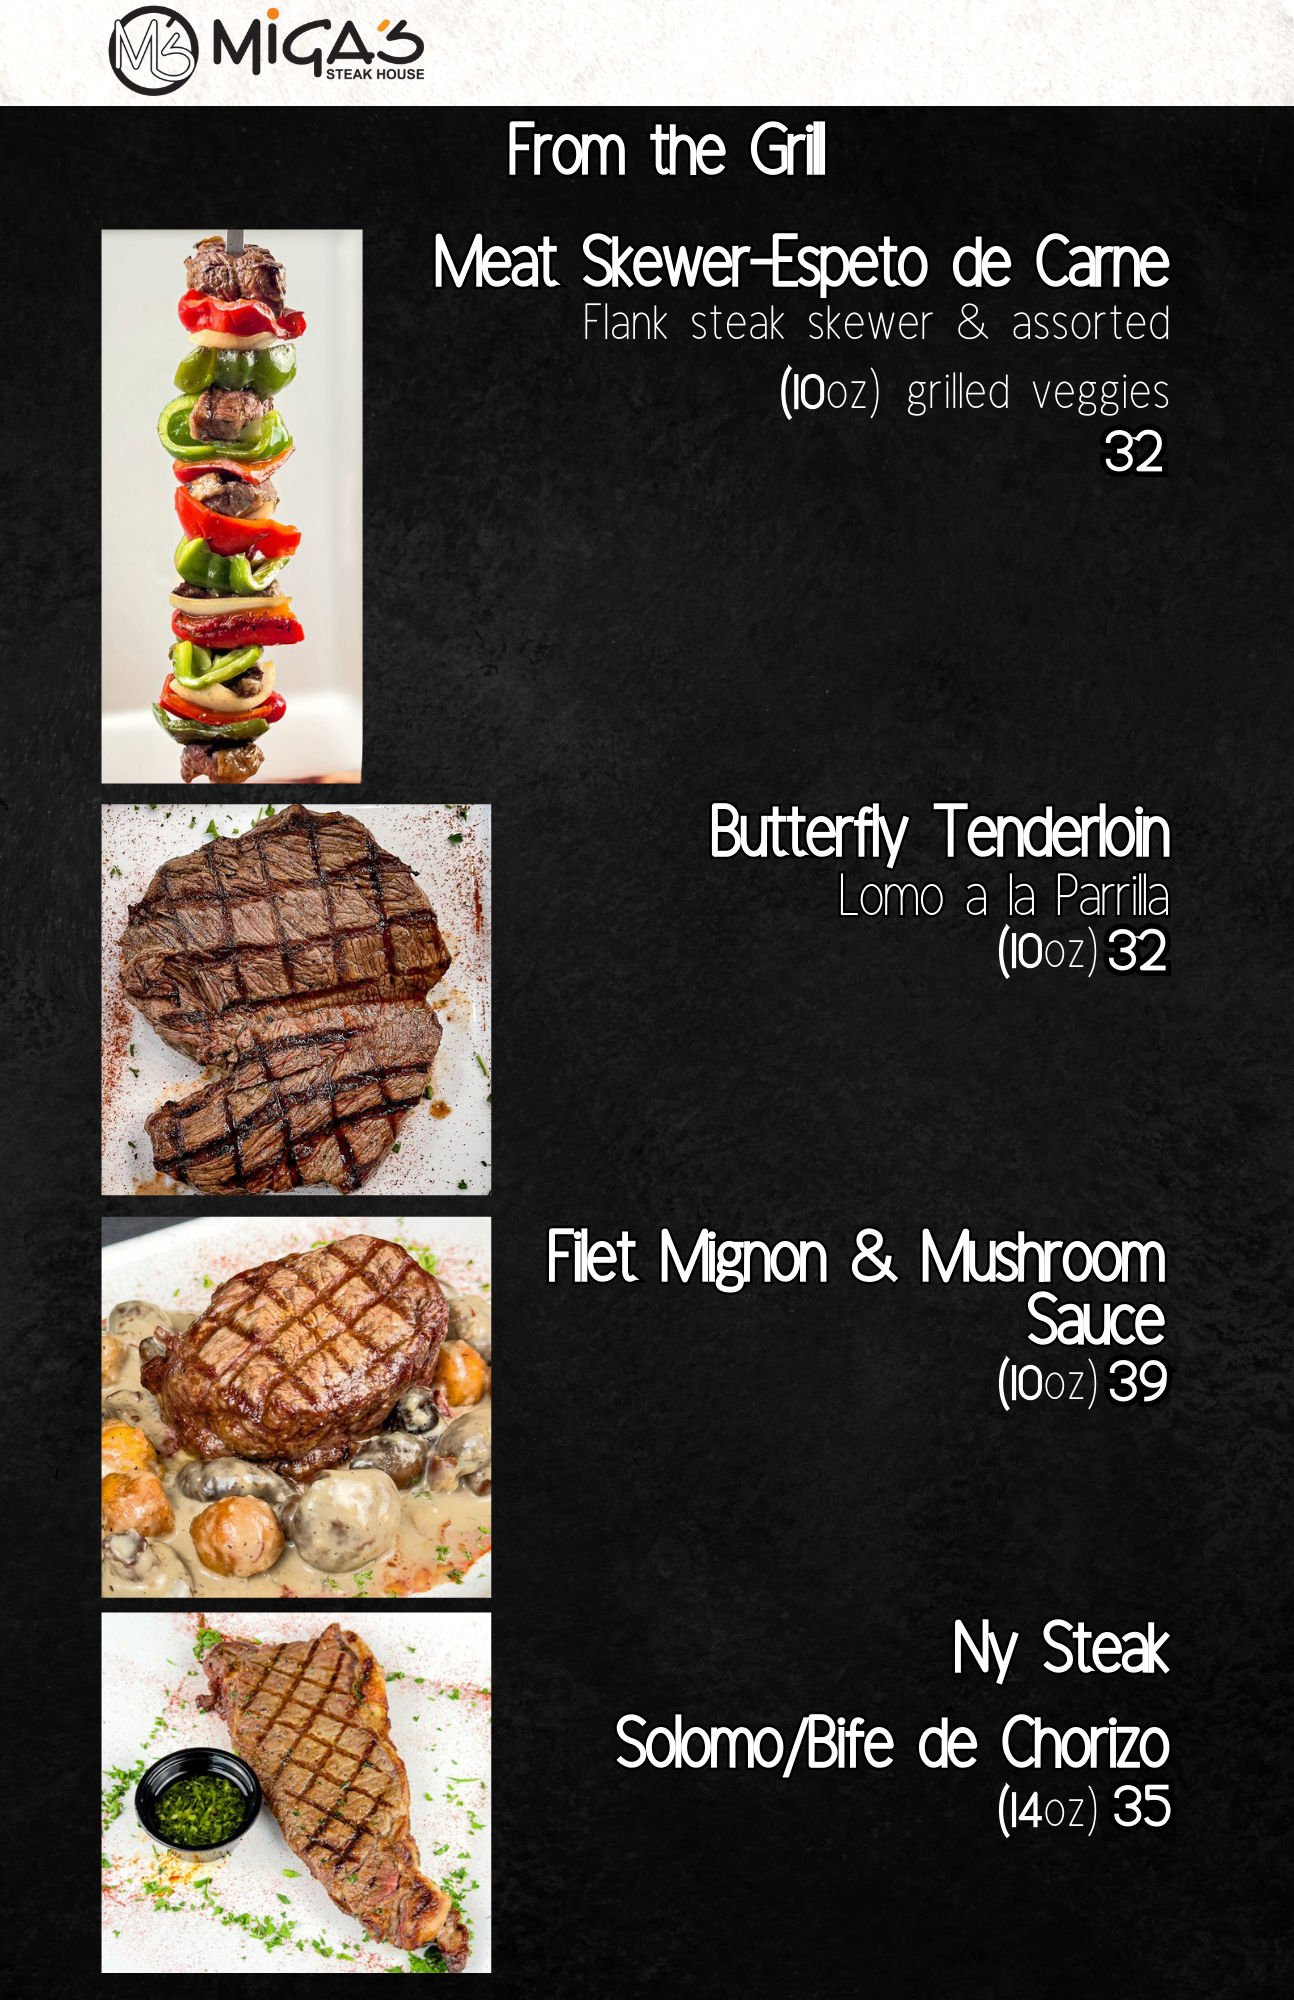 MS MiGA'S
STEAK HOUSE
From the Grill
Meat Skewer-Espeto de Carne
Flank steak skewer & assorted
(10oz) grilled veggies
32
Butterfly Tenderloin
Lomo a la Parrilla
(10oz) 32
Filet Mignon & Mushroom
Sauce
(10oz) 39
Ny Steak
Solomo/Bife de Chorizo
(14oz) 35